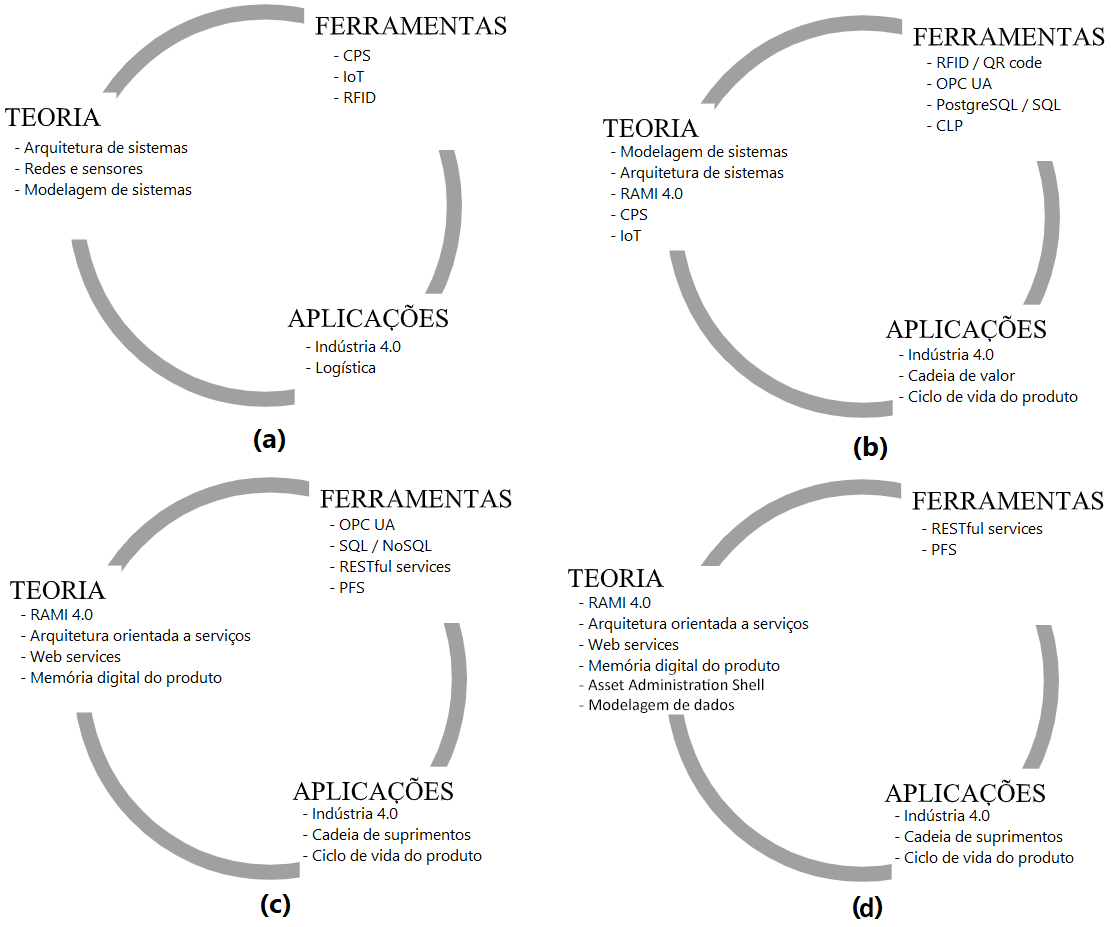 FERRAMENTAS
- CPS
- IoT
- RFID
TEORIA
- Arquitetura de sistemas
- Redes e sensores
- Modelagem de sistemas
APLICAÇÕES
- Indústria 4.0
- Logística
(a)
FERRAMENTAS
- RFID / QR code
- OPC UA
- PostgreSQL / SQL
- CLP
TEORIA
- Modelagem de sistemas
- Arquitetura de sistemas
- RAMI 4.0
- CPS
- IoT
APLICAÇÕES
- Indústria 4.0
- Cadeia de valor
- Ciclo de vida do produto
(b)
FERRAMENTAS
- OPC UA
- SQL / NoSQL
- RESTful services
- PFS
TEORIA
- RAMI 4.0
- Arquitetura orientada a serviços
- Web services
- Memória digital do produto
APLICAÇÕES
- Indústria 4.0
- Cadeia de suprimentos
- Ciclo de vida do produto
(c)
FERRAMENTAS
- RESTful services
- PFS
TEORIA
- RAMI 4.0
- Arquitetura orientada a serviços
- Web services
- Memória digital do produto
- Asset Administration Shell
- Modelagem de dados
APLICAÇÕES
- Indústria 4.0
- Cadeia de suprimentos
- Ciclo de vida do produto
(d)